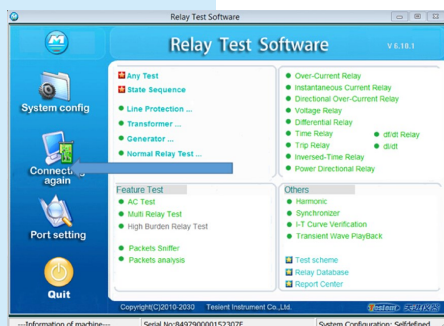 Relay Test Software
Relay Test Software
V 6.18.1
System config
Connecting
again
Port setting
Quit
Any Test
State Sequence
Line Protection ...
Transformer ...
Generator ...
Normal Relay Test ...
Over-Current Relay
Instantaneous Current Relay
Directional Over-Current Relay
Voltage Relay
Differential Relay
Time Relay
df/dt Relay
Trip Relay
di/dt
Inversed-Time Relay
Power Directional Relay
Feature Test
AC Test
Multi Relay Test
High Burden Relay Test
Packets Sniffer
Packets analysis
Others
Harmonic
Synchronizer
I-T Curve Verification
Transient Wave PlayBack
Test scheme
Relay Database
Report Center
Copyright(C)2010-2030 Tesient Instrument Co.,Ltd.
Tesient
---Information of machine---
Serial No:8497900001S2307E
System Configuration: Selfdefined